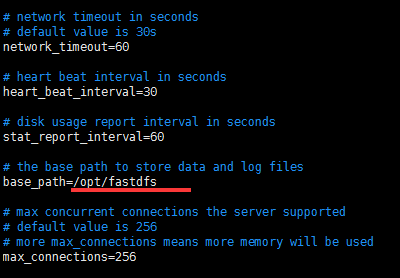 # network timeout in seconds
# default value is 30s
network_timeout=60
# heart beat interval in seconds
heart_beat_interval=30
# disk usage report interval in seconds
stat_report_interval=60
# the base path to store data and log files
base_path=/opt/fastdfs
# max concurrent connections the server supported
# default value is 256
# more max_connections means more memory will be used
max_connections=256